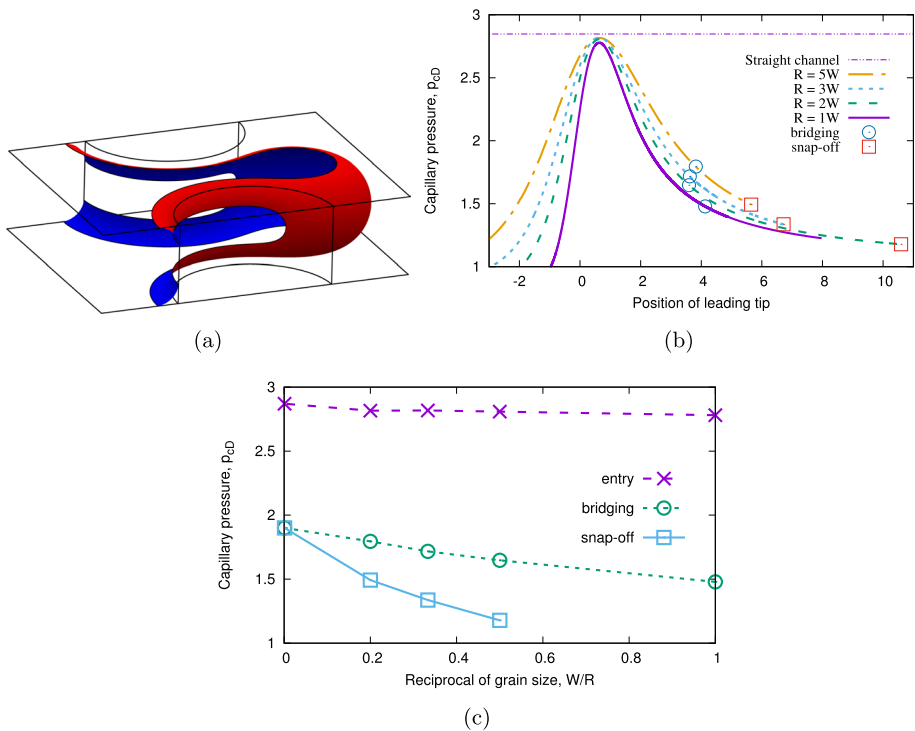 (a)
Capillary pressure, pcD
3
2.5
2
1.5
1
-2
0
2
4
6
8
10
Position of leading tip
Straight channel
R = 5W
R = 3W
R = 2W
R = 1W
bridging
snap-off
(b)
Capillary pressure, pcD
3
2.5
2
1.5
1
0
0.2
0.4
0.6
0.8
1
Reciprocal of grain size, W/R
entry
bridging
snap-off
(c)